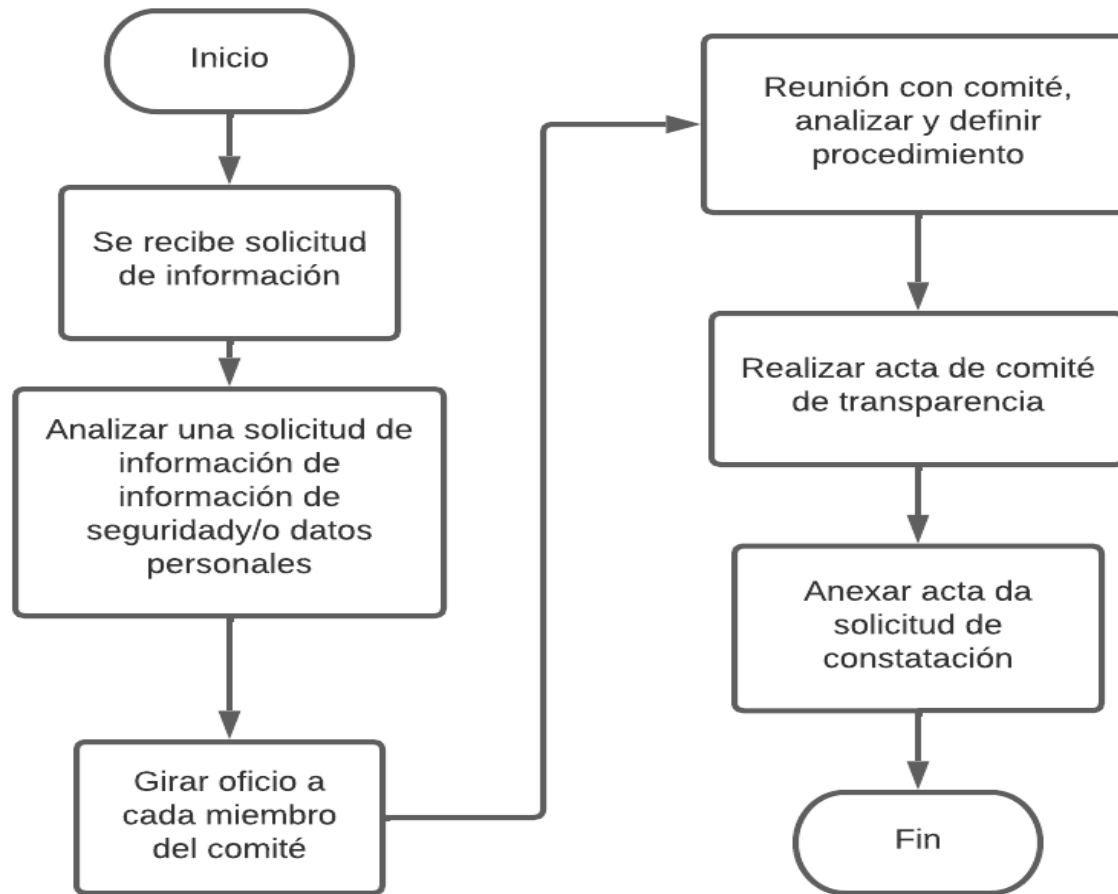 Inicio
Se recibe solicitud
de información
Analizar una solicitud de
información de
información de
seguridady/o datos
personales
Girar oficio a
cada miembro
del comité
Reunión con comité,
analizar y definir
procedimiento
Realizar acta de comité
de transparencia
Anexar acta da
solicitud de
constatación
Fin